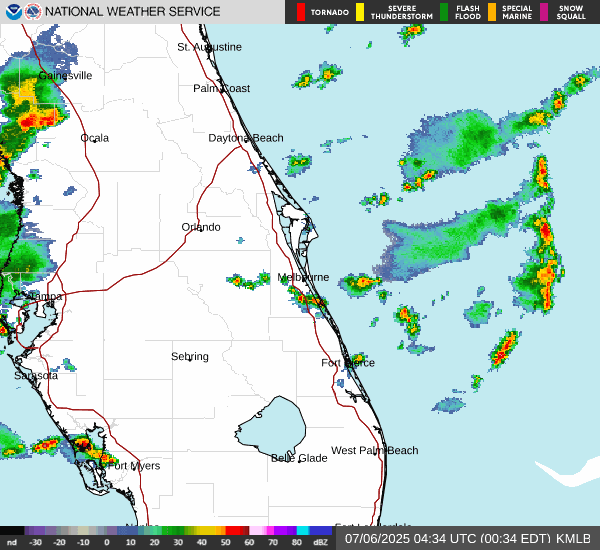 NATIONAL WEATHER SERVICE
TORNADO
SEVERE THUNDERSTORM
FLASH FLOOD
SPECIAL MARINE
SNOW SQUALL
St. Augustine
Gainesville
Palm Coast
Ocala
Daytona Beach
Orlando
Melbourne
Tampa
Sebring
Fort Pierce
Sarasota
West Palm Beach
Belle Glade
Fort Myers
Fort Lauderdale
nd -30 -20 -10 0 10 20 30 40 50 60 70 80 dBZ
07/06/2025 04:34 UTC (00:34 EDT) KMLB